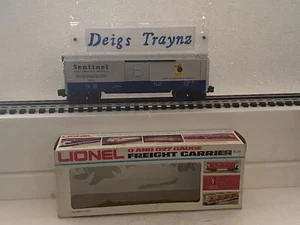 Deigs Traynz
Sentinel
LIONEL
O AND O27 GAUGE
FREIGHT CARRIER